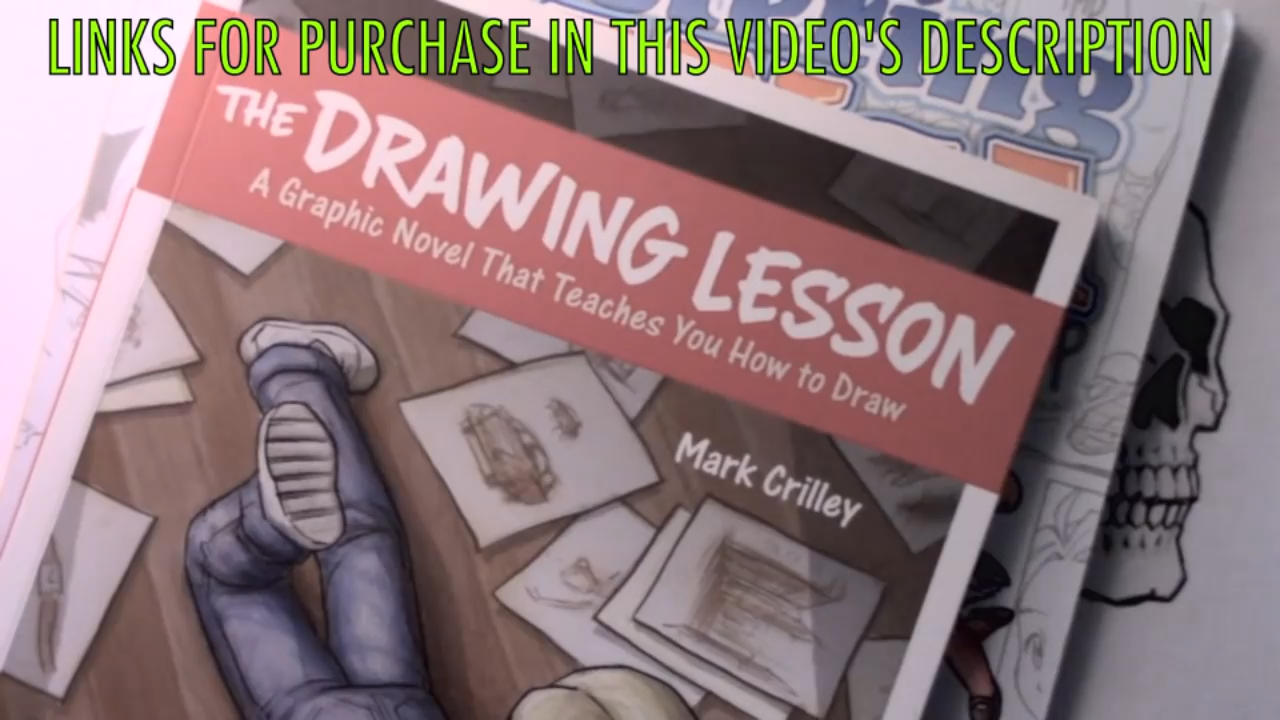 LINKS FOR PURCHASE IN THIS VIDEO'S DESCRIPTION
THE DRAWING LESSON
A Graphic Novel That Teaches You How to Draw
Mark Crilley